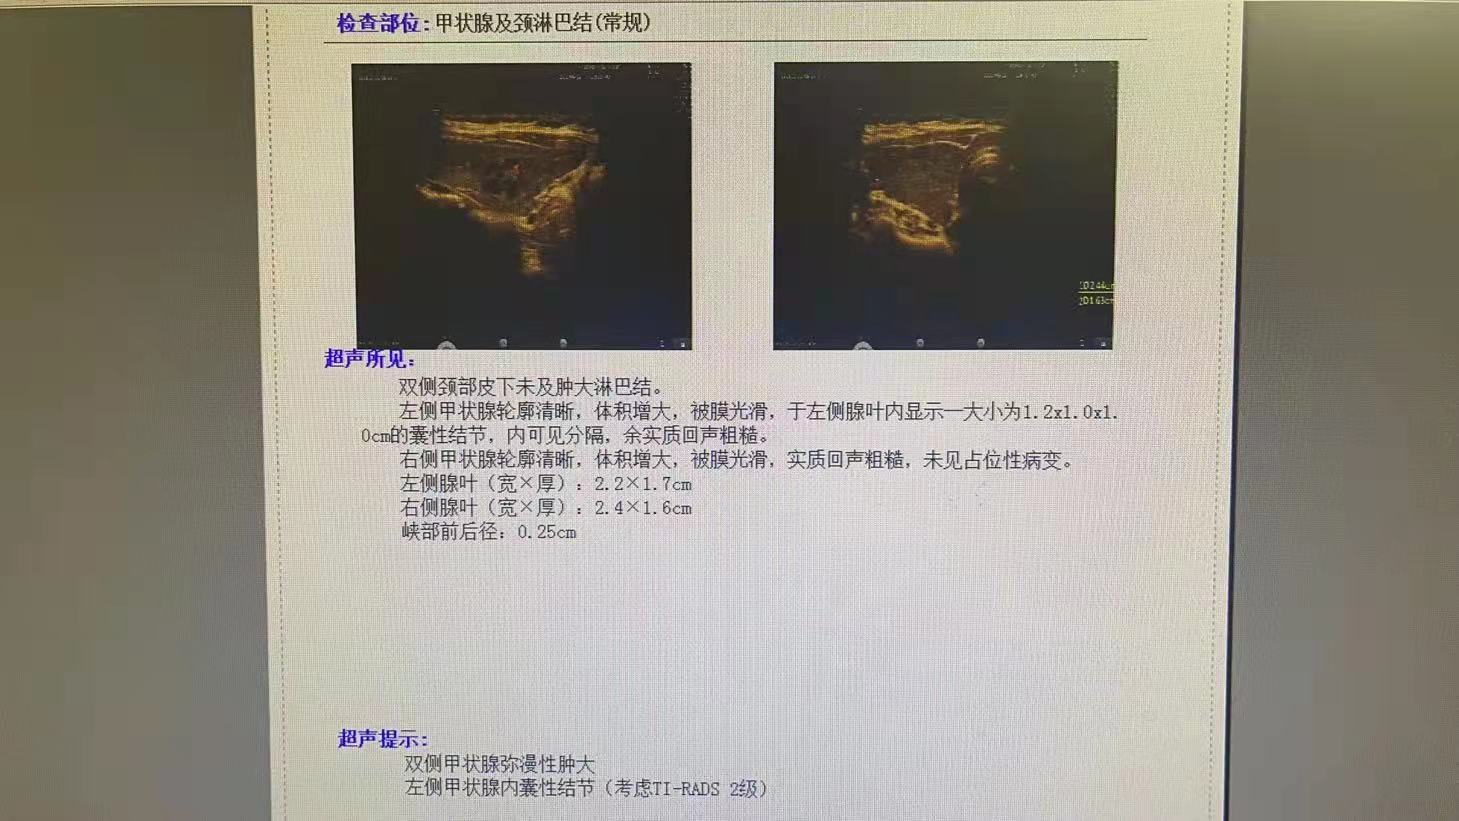 检查部位:甲状腺及颈淋巴结(常规)
超声所见:
双侧颈部皮下未及肿大淋巴结。
左侧甲状腺轮廓清晰，体积增大，被膜光滑，于左侧腺叶内显示一大小为1.2x1.0x1.
0cm的囊性结节，内可见分隔，余实质回声粗糙。
右侧甲状腺轮廓清晰，体积增大，被膜光滑，实质回声粗糙，未见占位性病变。
左侧腺叶（宽×厚）: 2.2×1.7cm
右侧腺叶（宽×厚）: 2.4×1.6cm
峡部前后径: 0.25cm
超声提示:
双侧甲状腺弥漫性肿大
左侧甲状腺内囊性结节（考虑TI-RADS 2级）